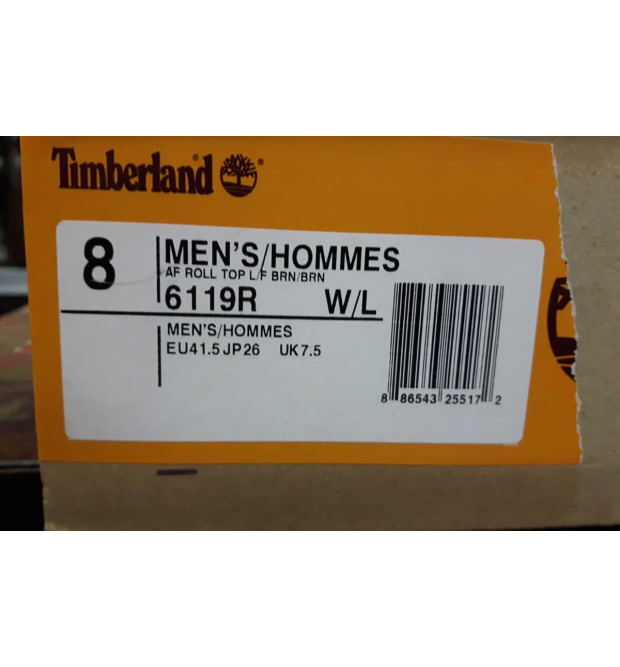 Timberland
8
MEN'S/HOMMES
AF ROLL TOP L/F BRN/BRN
6119R W/L
MEN'S/HOMMES
EU41.5 JP26 UK7.5
8 86543 25517 2